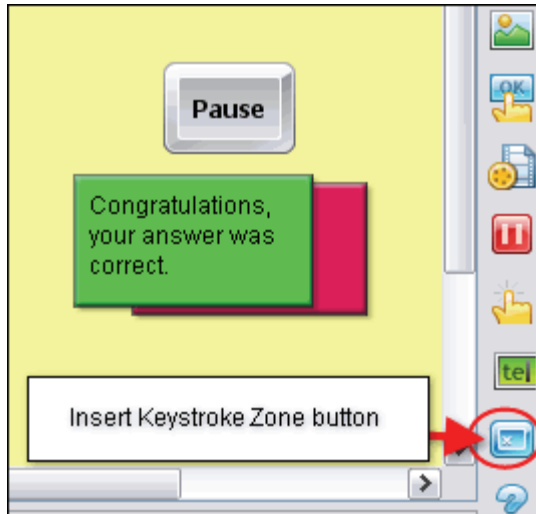 OK
Pause
Congratulations,
your answer was
correct.
te
Insert Keystroke Zone button